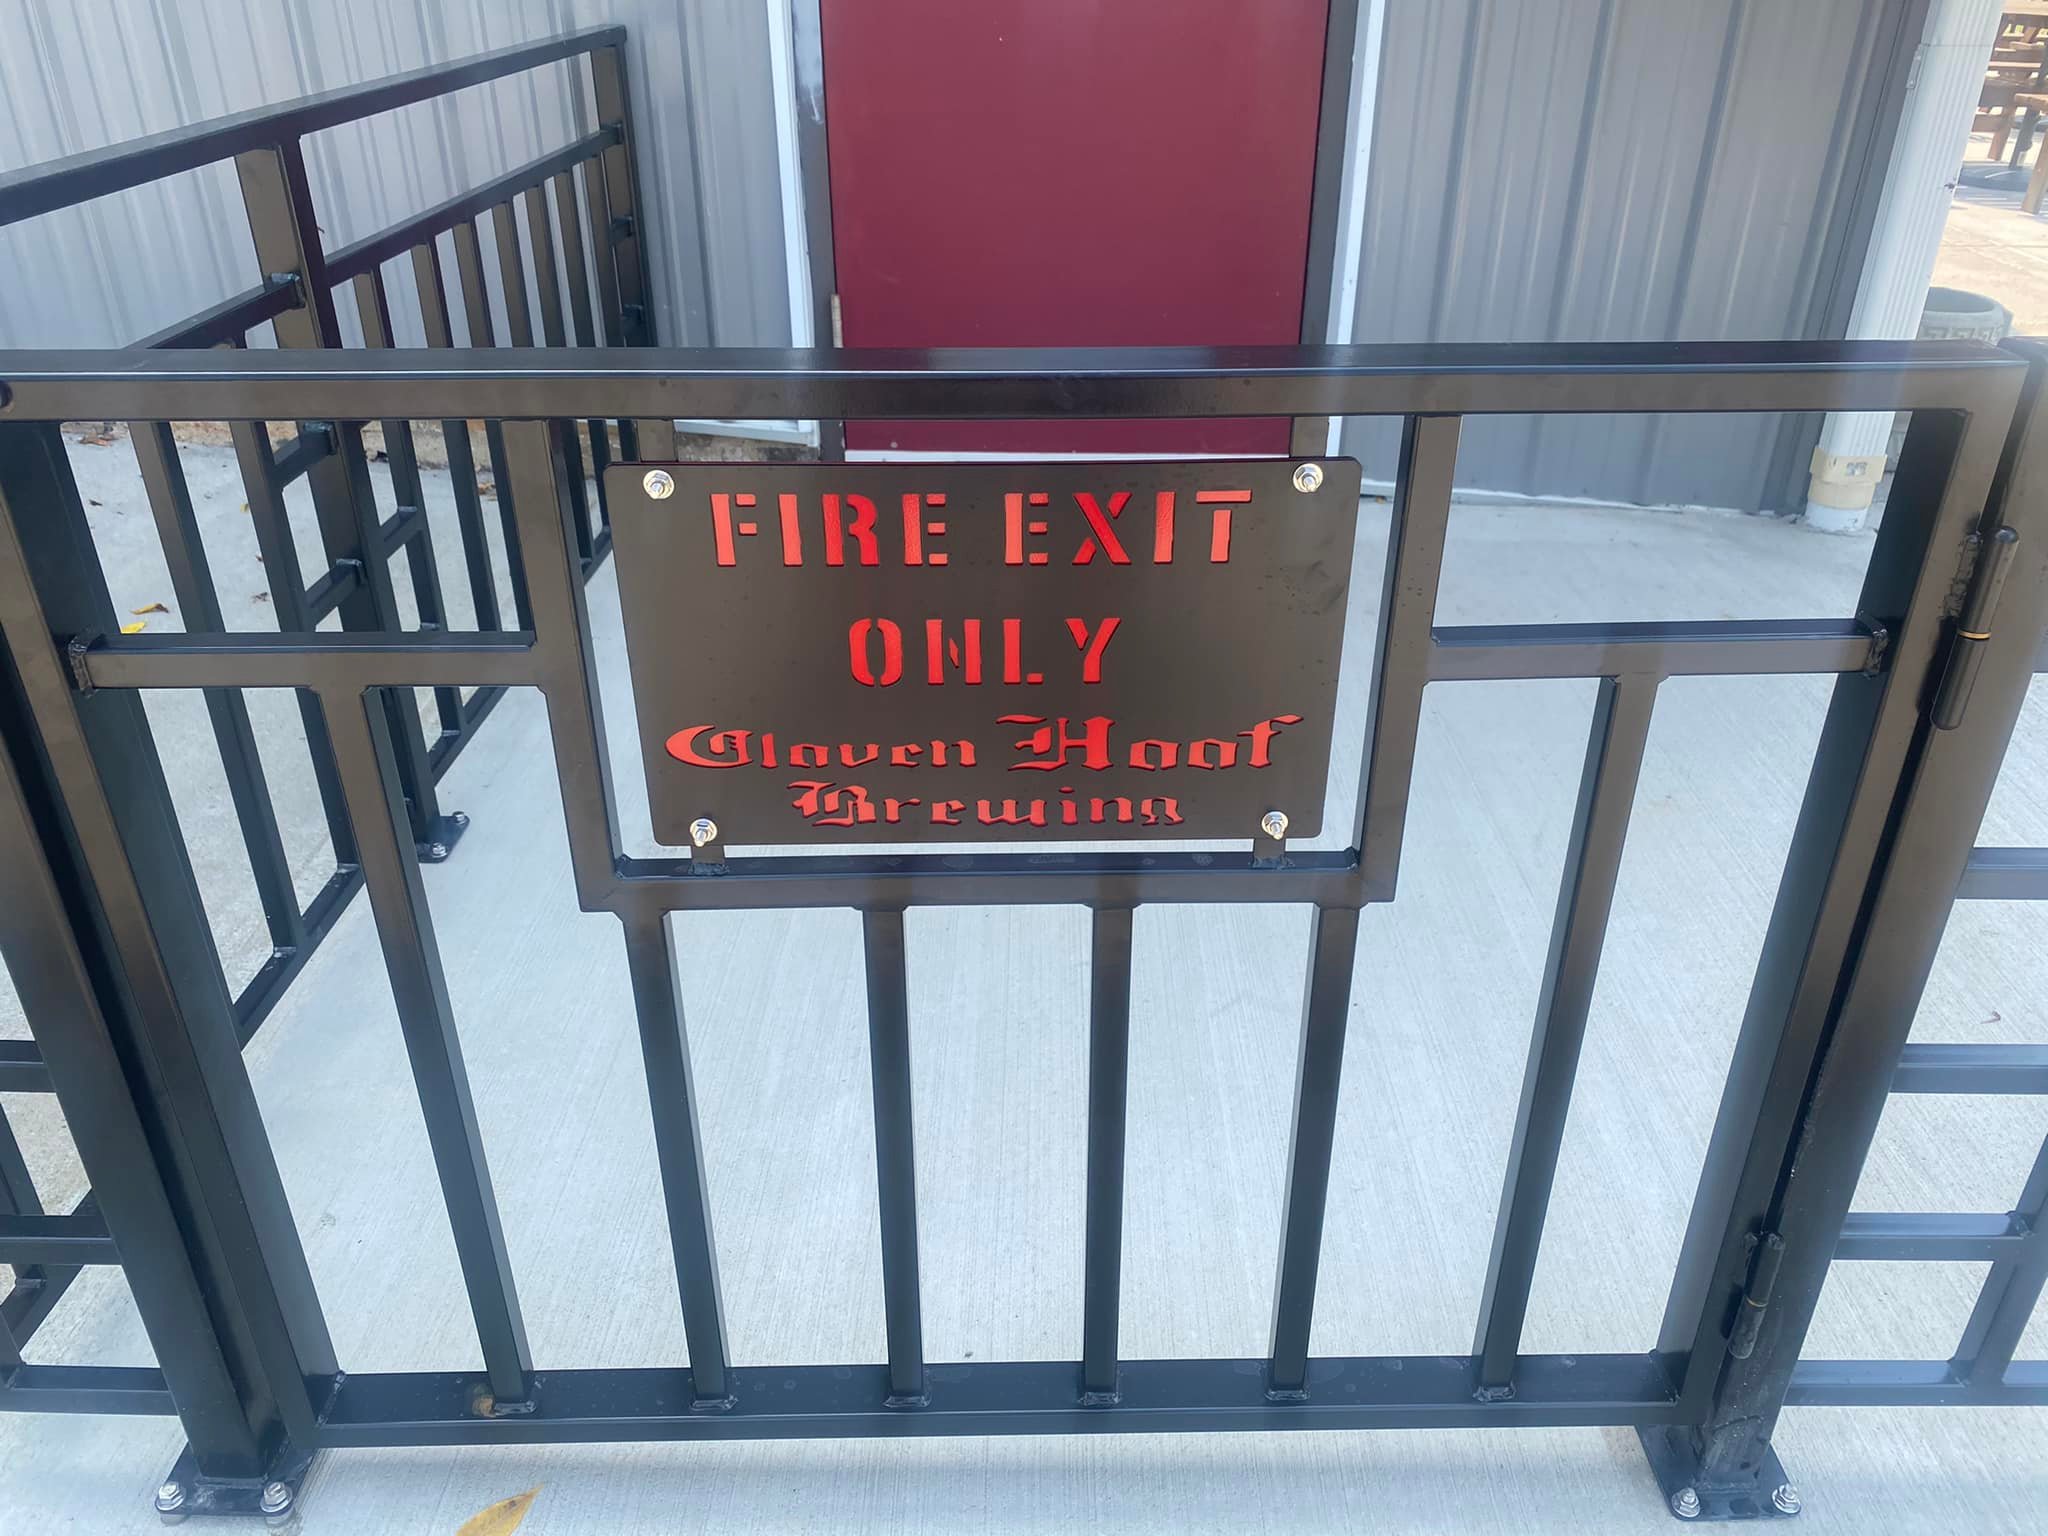 FIRE EXIT
ONLY
Cloven Hoof
Brewing